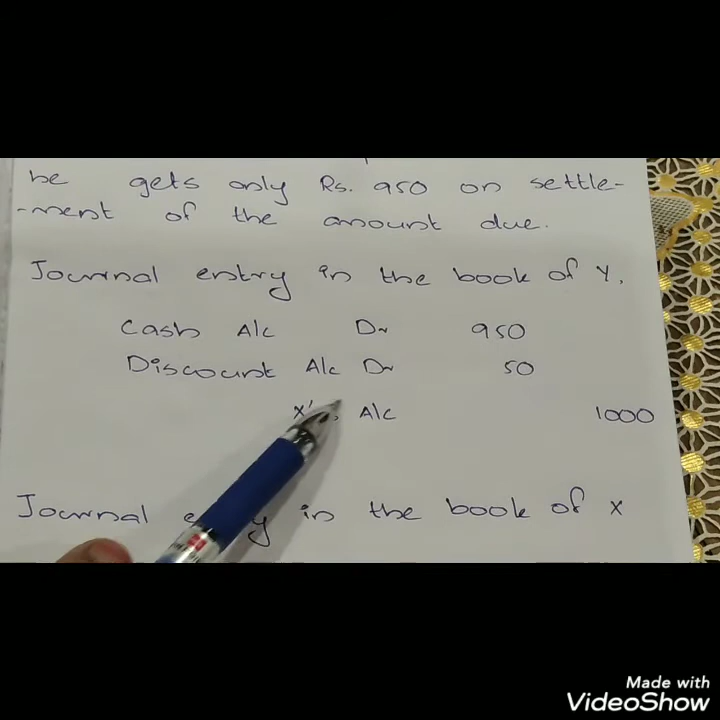 he gets only Rs. 950 on settle-
-ment of the amount due.
Journal entry in the book of Y.
Cash A/c Dr 950
Discount A/c Dr 50
A/c 1000
Journal in the book of X
Made with
VideoShow